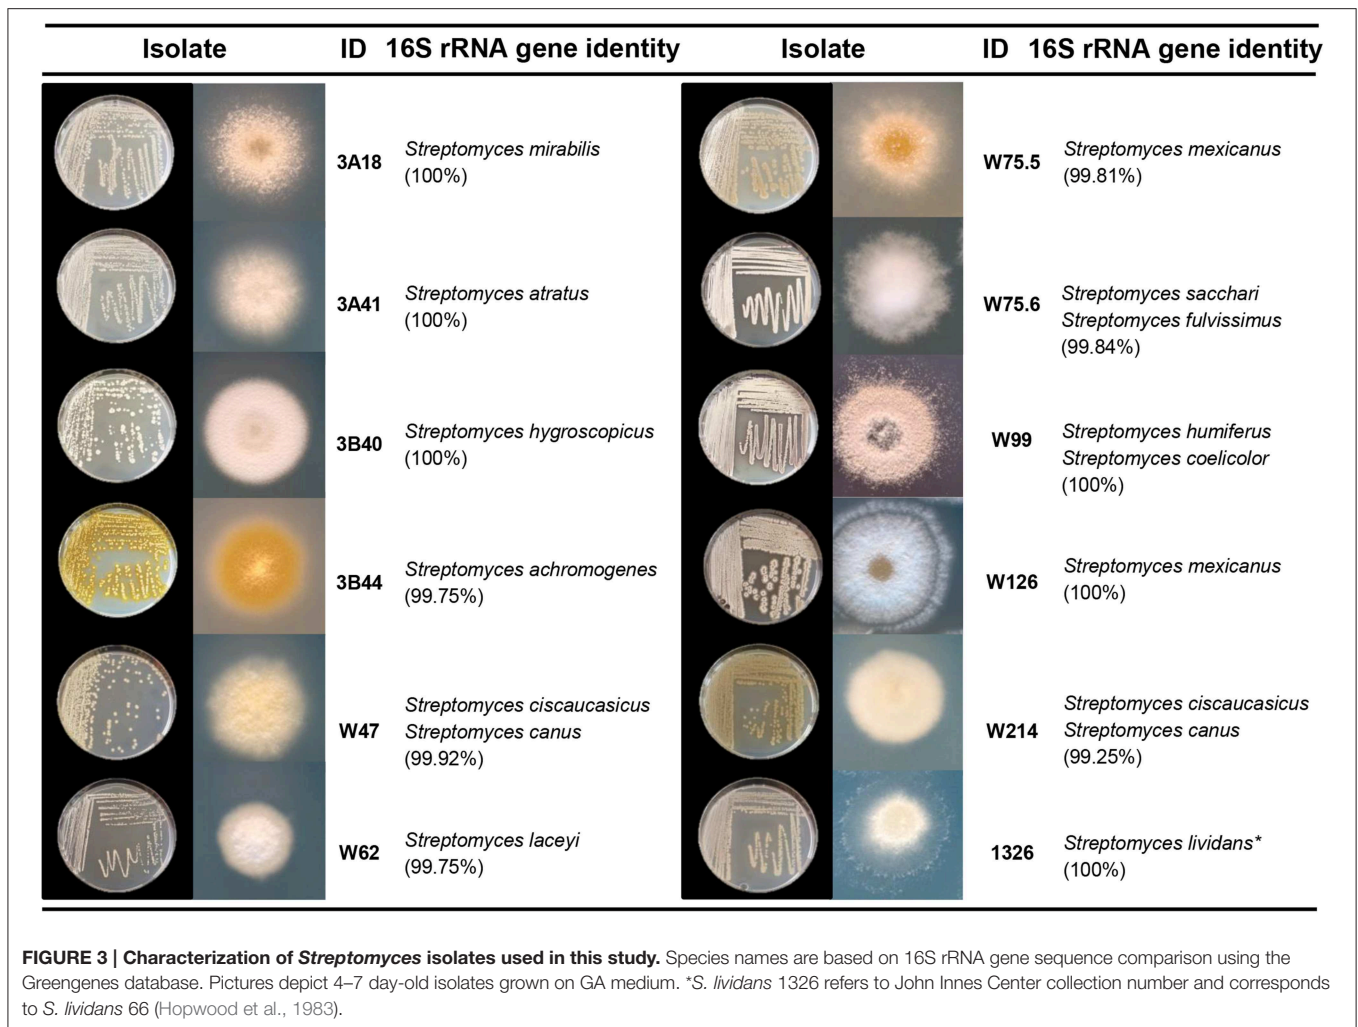 Isolate ID 16S rRNA gene identity Isolate ID 16S rRNA gene identity
3A18
Streptomyces mirabilis
(100%)
3A41
Streptomyces atratus
(100%)
3B40
Streptomyces hygroscopicus
(100%)
3B44
Streptomyces achromogenes
(99.75%)
W47
Streptomyces ciscaucasicus
Streptomyces canus
(99.92%)
W62
Streptomyces laceyi
(99.75%)
W75.5
Streptomyces mexicanus
(99.81%)
W75.6
Streptomyces sacchari
Streptomyces fulvissimus
(99.84%)
W99
Streptomyces humiferus
Streptomyces coelicolor
(100%)
W126
Streptomyces mexicanus
(100%)
W214
Streptomyces ciscaucasicus
Streptomyces canus
(99.25%)
1326
Streptomyces lividans*
(100%)
FIGURE 3 | Characterization of Streptomyces isolates used in this study. Species names are based on 16S rRNA gene sequence comparison using the
Greengenes database. Pictures depict 4–7 day-old isolates grown on GA medium. *S. lividans 1326 refers to John Innes Center collection number and corresponds
to S. lividans 66 (Hopwood et al., 1983).